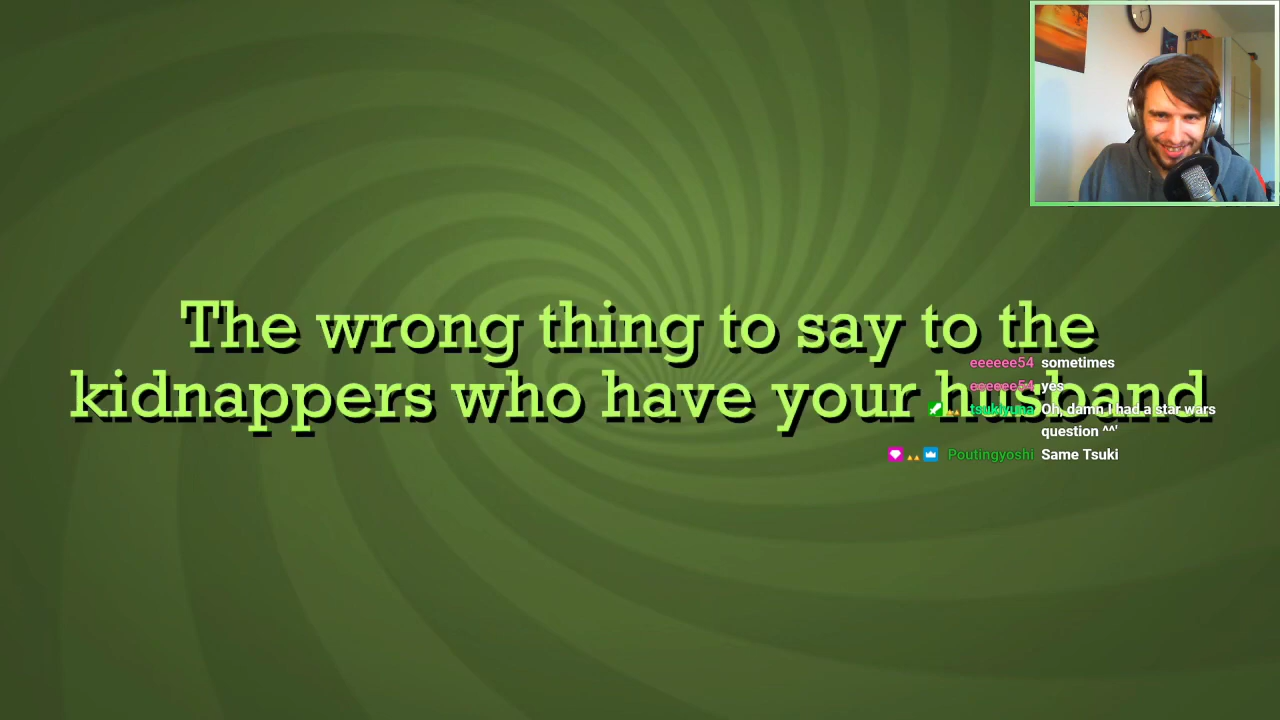 The wrong thing to say to the
kidnappers who have your husband
eeeeee54 sometimes
eeeeee54 yes
tsukiyuna Oh, damn I had a star wars
question ^^'
Poutingyoshi Same Tsuki